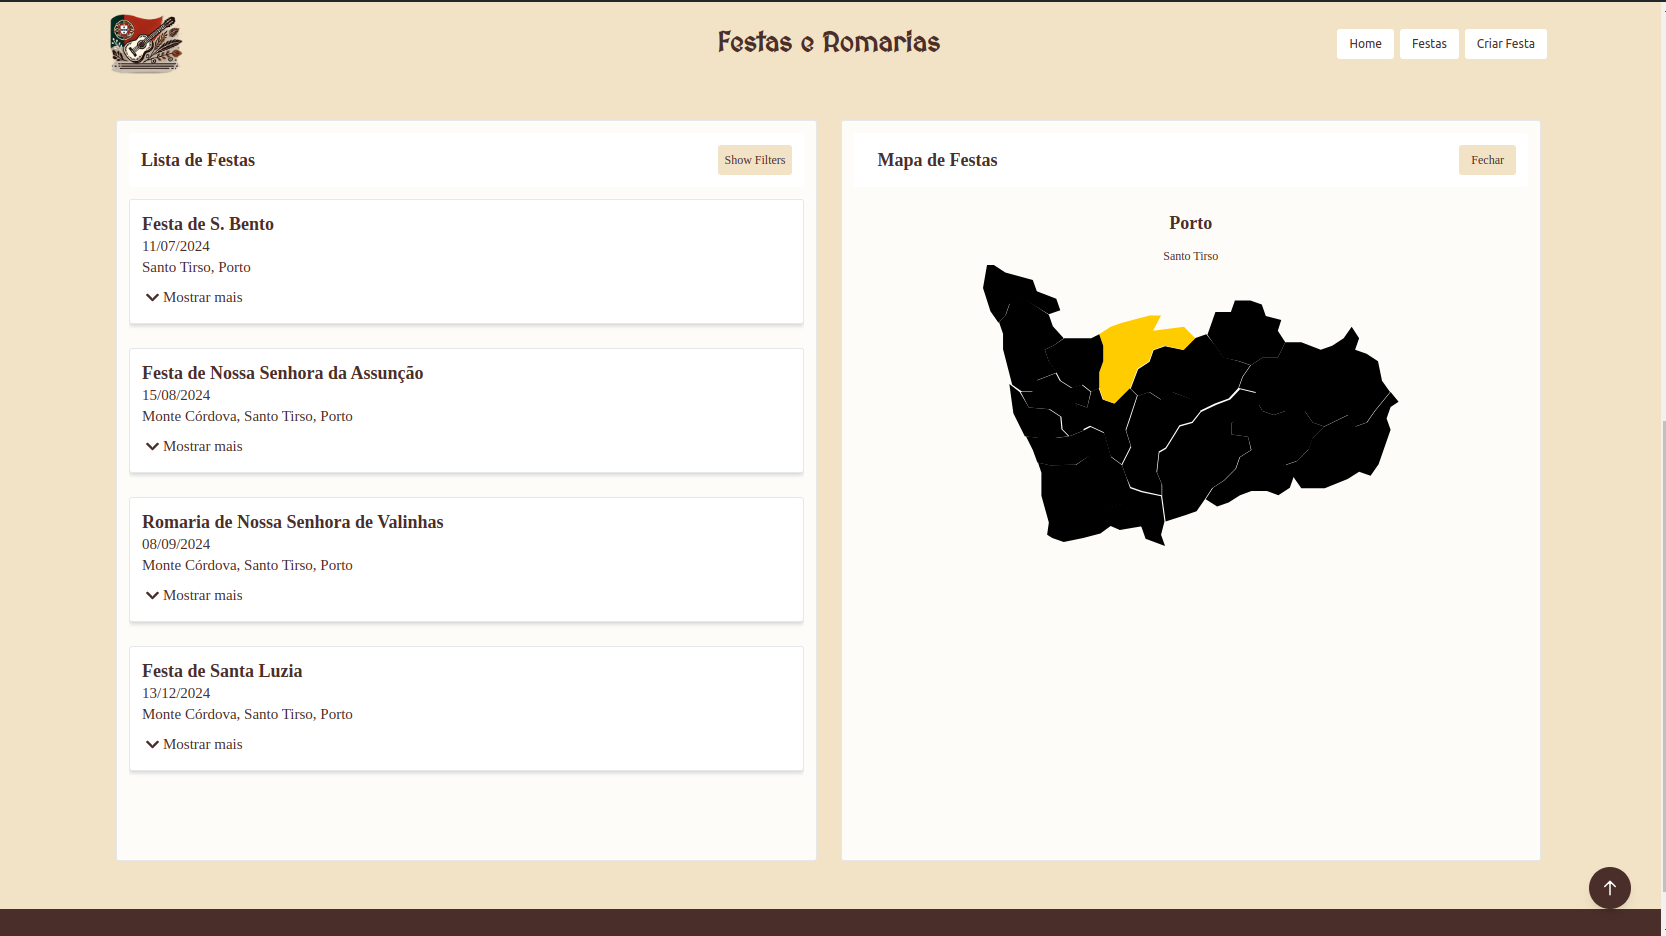 Festas e Romarias
Home
Festas
Criar Festa
Lista de Festas
Show Filters
Festa de S. Bento
11/07/2024
Santo Tirso, Porto
Mostrar mais
Festa de Nossa Senhora da Assunção
15/08/2024
Monte Córdova, Santo Tirso, Porto
Mostrar mais
Romaria de Nossa Senhora de Valinhas
08/09/2024
Monte Córdova, Santo Tirso, Porto
Mostrar mais
Festa de Santa Luzia
13/12/2024
Monte Córdova, Santo Tirso, Porto
Mostrar mais
Mapa de Festas
Fechar
Porto
Santo Tirso